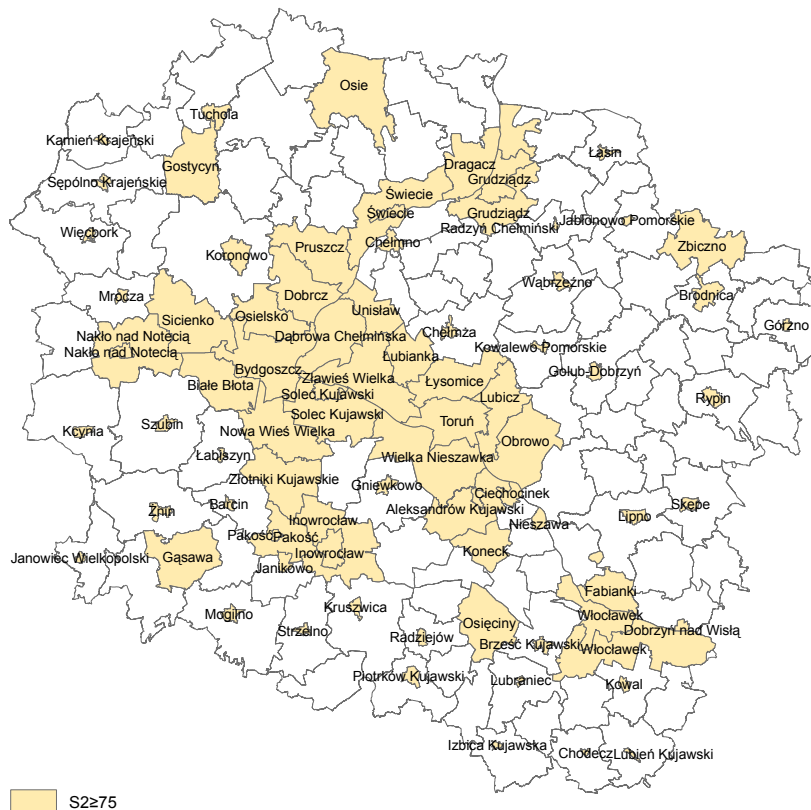 Osie
Tuchola
Kamień Krajeński
Gostycyn
Sępólno Krajeńskie
Łasin
Dragacz
Grudziądz
Świecie
Świecie
Grudziądz
Radzyń Chełmiński
Jabłonowo Pomorskie
Więcbork
Zbiczno
Chełmno
Pruszcz
Koronowo
Wąbrzeźno
Brodnica
Mrocza
Dobrcz
Unisław
Osielsko
Sicienko
Górzno
Nakło nad Notecią
Dąbrowa Chełmińska
Chełmża
Kowalewo Pomorskie
Nakło nad Notecią
Łubianka
Bydgoszcz
Golub-Dobrzyń
Białe Błota
Zławieś Wielka
Łysomice
Solec Kujawski
Lubicz
Rypin
Solec Kujawski
Toruń
Kcynia
Szubin
Nowa Wieś Wielka
Obrowo
Łabiszyn
Wielka Nieszawka
Złotniki Kujawskie
Gniewkowo
Ciechocinek
Barcin
Skępe
Żnin
Aleksandrów Kujawski
Lipno
Inowrocław
Nieszawa
Pakość
Pakość
Janowiec Wielkopolski
Gąsawa
Inowrocław
Koneck
Janikowo
Fabianki
Kruszwica
Mogilno
Włocławek
Osięciny
Strzelno
Radziejów
Dobrzyń nad Wisłą
Brześć Kujawski
Włocławek
Piotrków Kujawski
Lubraniec
Kowal
Izbica Kujawska
Chodecz
Lubień Kujawski
S2≥75